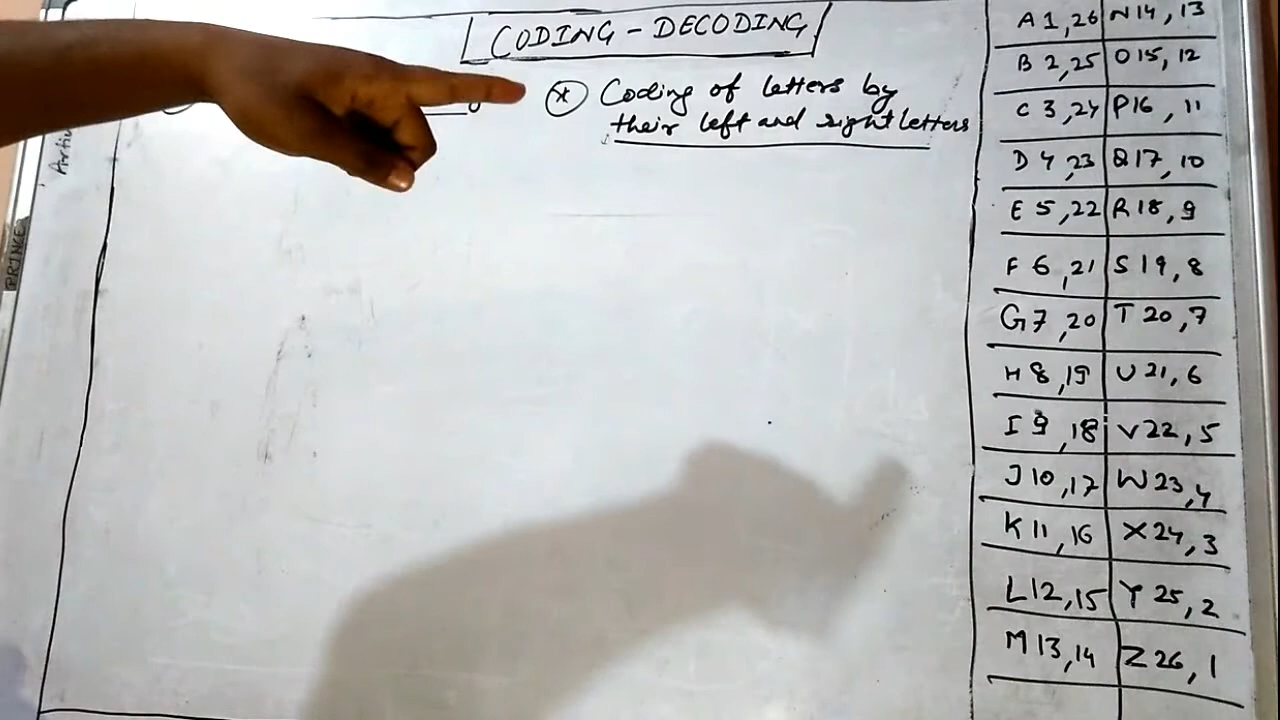 CODING - DECODING
* Coding of letters by
their left and right letters
A 1, 26 N 14, 13
B 2, 25 O 15, 12
C 3, 24 P 16, 11
D 4, 23 Q 17, 10
E 5, 22 R 18, 9
F 6, 21 S 19, 8
G 7, 20 T 20, 7
H 8, 19 U 21, 6
I 9, 18 V 22, 5
J 10, 17 W 23, 4
K 11, 16 X 24, 3
L 12, 15 Y 25, 2
M 13, 14 Z 26, 1
PRINCE